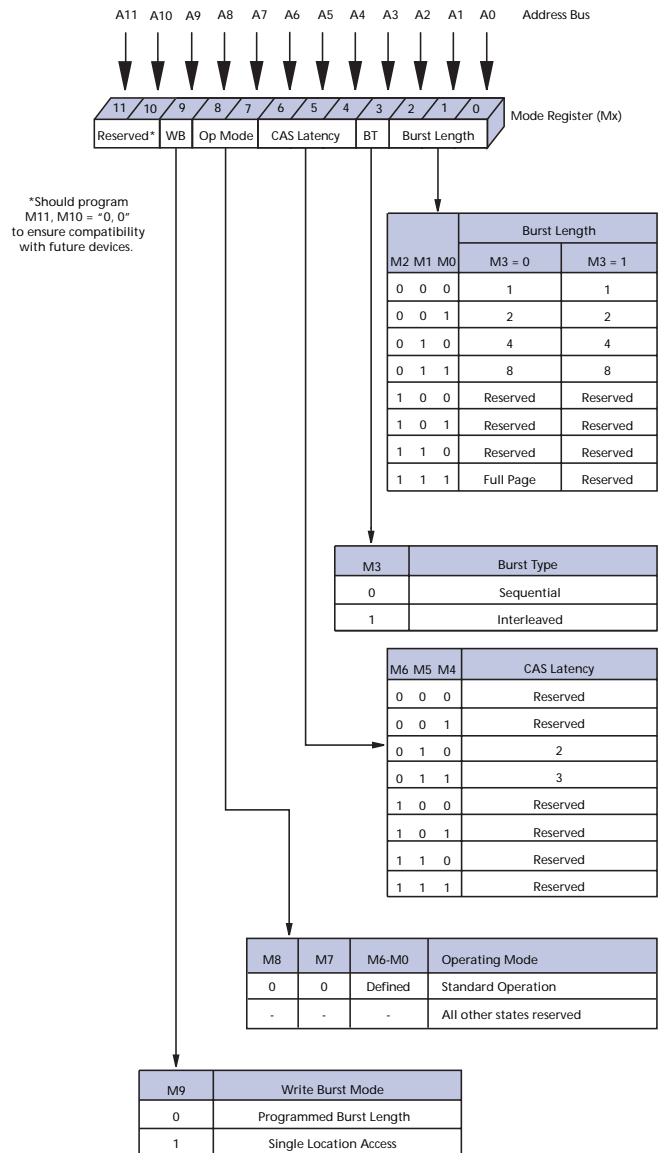 A11 A10 A9 A8 A7 A6 A5 A4 A3 A2 A1 A0 Address Bus
11 10 9 8 7 6 5 4 3 2 1 0
Mode Register (Mx)
Reserved* WB Op Mode CAS Latency BT Burst Length
*Should program
M11, M10 = "0, 0"
to ensure compatibility
with future devices.
Burst Length
M2 M1 M0 M3 = 0 M3 = 1
0 0 0 1 1
0 0 1 2 2
0 1 0 4 4
0 1 1 8 8
1 0 0 Reserved Reserved
1 0 1 Reserved Reserved
1 1 0 Reserved Reserved
1 1 1 Full Page Reserved
M3 Burst Type
0 Sequential
1 Interleaved
M6 M5 M4 CAS Latency
0 0 0 Reserved
0 0 1 Reserved
0 1 0 2
0 1 1 3
1 0 0 Reserved
1 0 1 Reserved
1 1 0 Reserved
1 1 1 Reserved
M8 M7 M6-M0 Operating Mode
0 0 Defined Standard Operation
- - - All other states reserved
M9 Write Burst Mode
0 Programmed Burst Length
1 Single Location Access